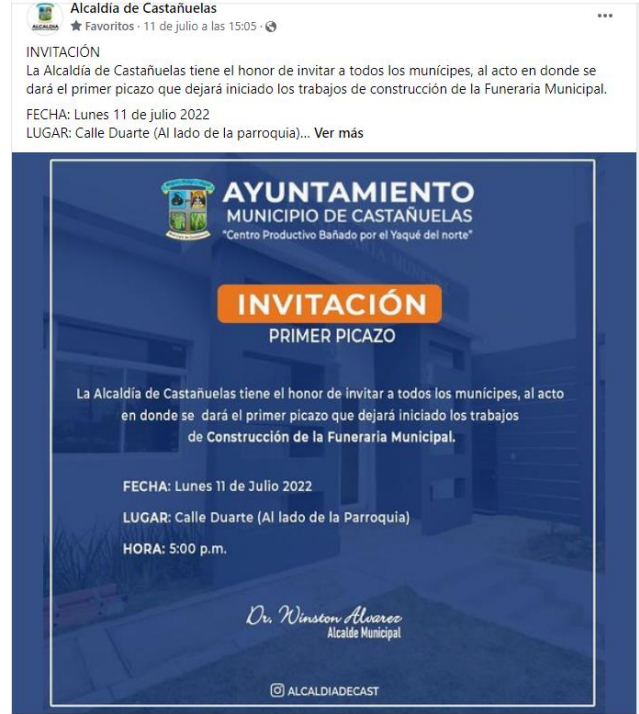 Alcaldía de Castañuelas
Favoritos · 11 de julio a las 15:05 ·
INVITACIÓN
La Alcaldía de Castañuelas tiene el honor de invitar a todos los munícipes, al acto en donde se
dará el primer picazo que dejará iniciado los trabajos de construcción de la Funeraria Municipal.
FECHA: Lunes 11 de julio 2022
LUGAR: Calle Duarte (Al lado de la parroquia)... Ver más
AYUNTAMIENTO
MUNICIPIO DE CASTAÑUELAS
"Centro Productivo Bañado por el Yaqué del norte"
INVITACIÓN
PRIMER PICAZO
La Alcaldía de Castañuelas tiene el honor de invitar a todos los munícipes, al acto
en donde se dará el primer picazo que dejará iniciado los trabajos
de Construcción de la Funeraria Municipal.
FECHA: Lunes 11 de Julio 2022
LUGAR: Calle Duarte (Al lado de la Parroquia)
HORA: 5:00 p.m.
Dr. Winston Alvarez
Alcalde Municipal
ALCALDIADECAST